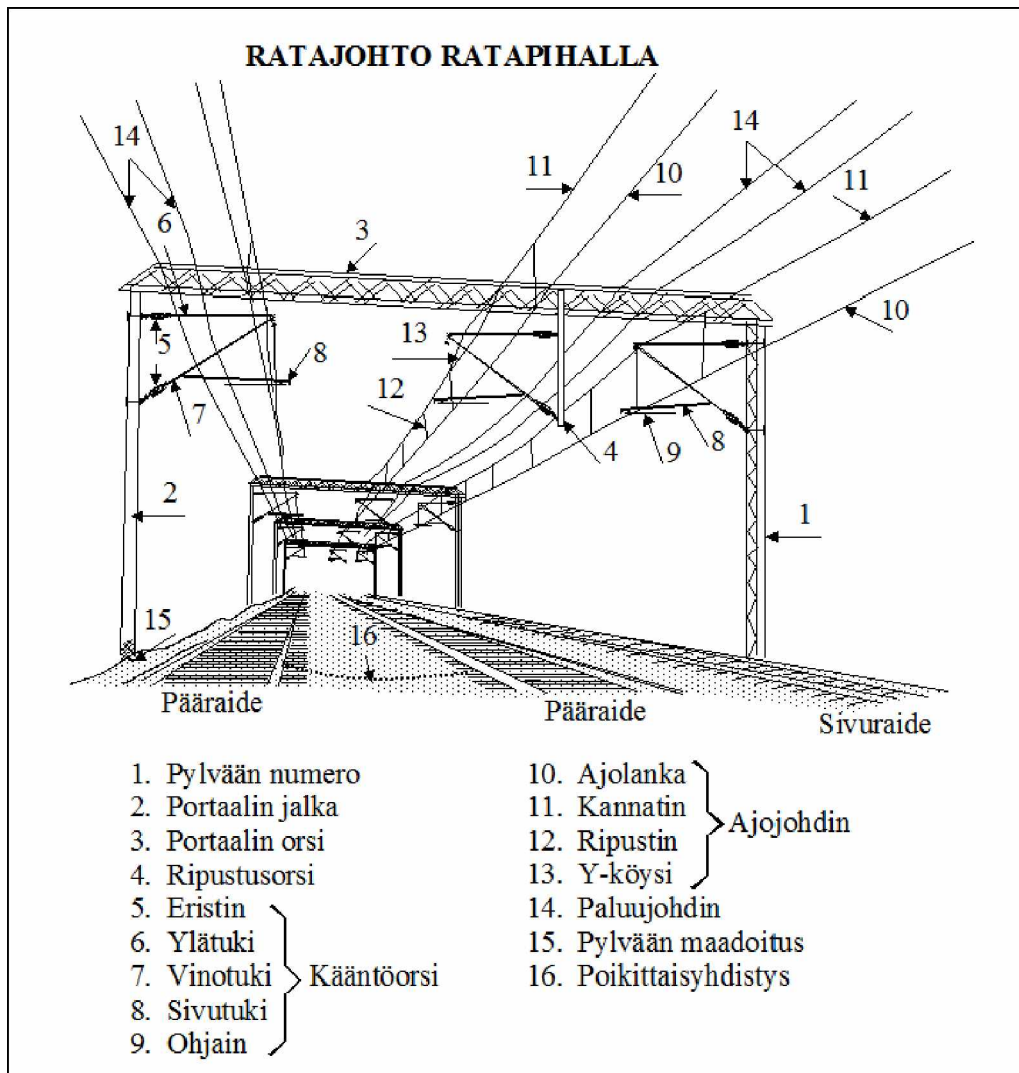 RATAJOHTO RATAPIHALLA
14
14
11
10
11
6
3
10
5
13
8
12
7
4
9
8
2
1
15
16
Pääraide
Pääraide
Sivuraide
1. Pylvään numero
2. Portaalin jalka
3. Portaalin orsi
4. Ripustusorsi
5. Eristin
6. Ylätuki
7. Vinotuki
8. Sivutuki
9. Ohjain
Kääntöorsi
10. Ajolanka
11. Kannatin
12. Ripustin
13. Y-köysi
Ajojohdin
14. Paluujohdin
15. Pylvään maadoitus
16. Poikittaisyhdistys